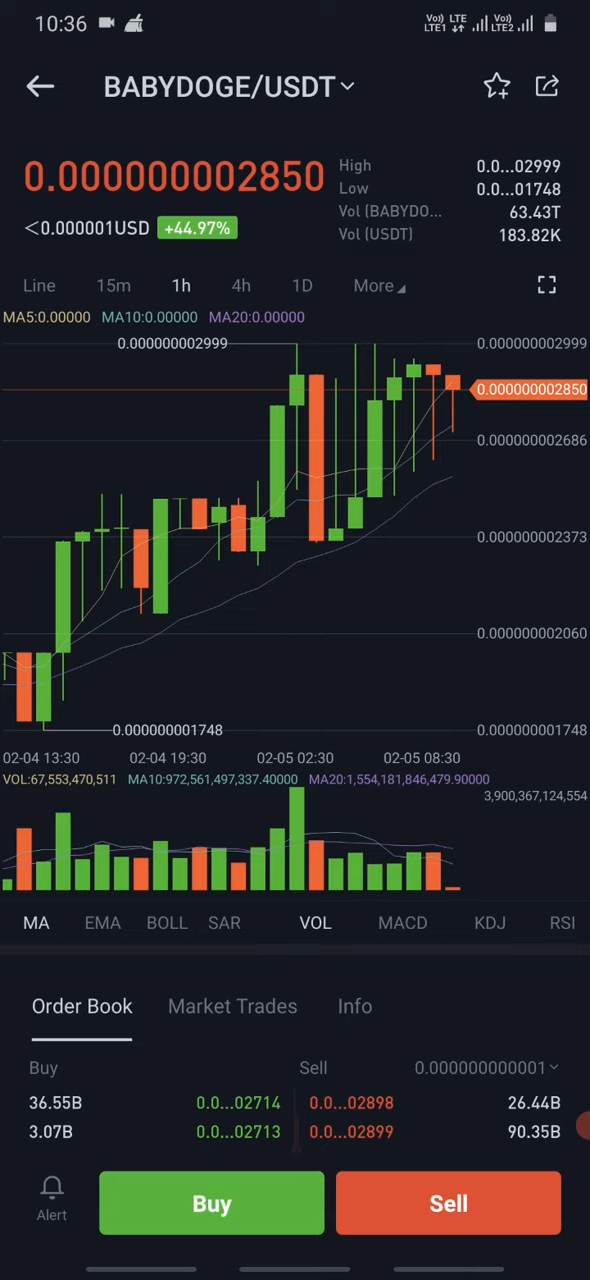 10:36 Vo) LTE1 LTE Vo) LTE2
BABYDOGE/USDT
0.000000002850
<0.000001USD +44.97%
High 0.0...02999
Low 0.0...01748
Vol (BABYDO... 63.43T
Vol (USDT) 183.82K
Line 15m 1h 4h 1D More
MA5:0.00000 MA10:0.00000 MA20:0.00000
0.000000002999 0.000000002999
0.000000002850
0.000000002686
0.000000002373
0.000000002060
0.000000001748 0.000000001748
02-04 13:30 02-04 19:30 02-05 02:30 02-05 08:30
VOL:67,553,470,511 MA10:972,561,497,337.40000 MA20:1,554,181,846,479.90000
3,900,367,124,554
MA EMA BOLL SAR VOL MACD KDJ RSI
Order Book Market Trades Info
Buy Sell 0.000000000001
36.55B 0.0...02714 0.0...02898 26.44B
3.07B 0.0...02713 0.0...02899 90.35B
Alert Buy Sell